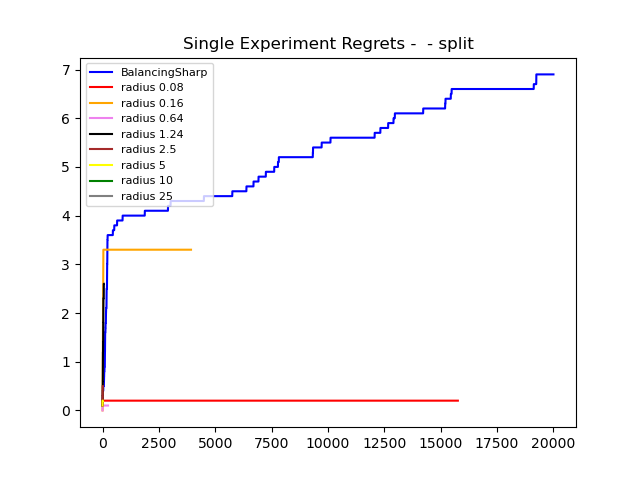 Single Experiment Regrets -  - split
BalancingSharp
radius 0.08
radius 0.16
radius 0.64
radius 1.24
radius 2.5
radius 5
radius 10
radius 25
7
6
5
4
3
2
1
0
0 2500 5000 7500 10000 12500 15000 17500 20000